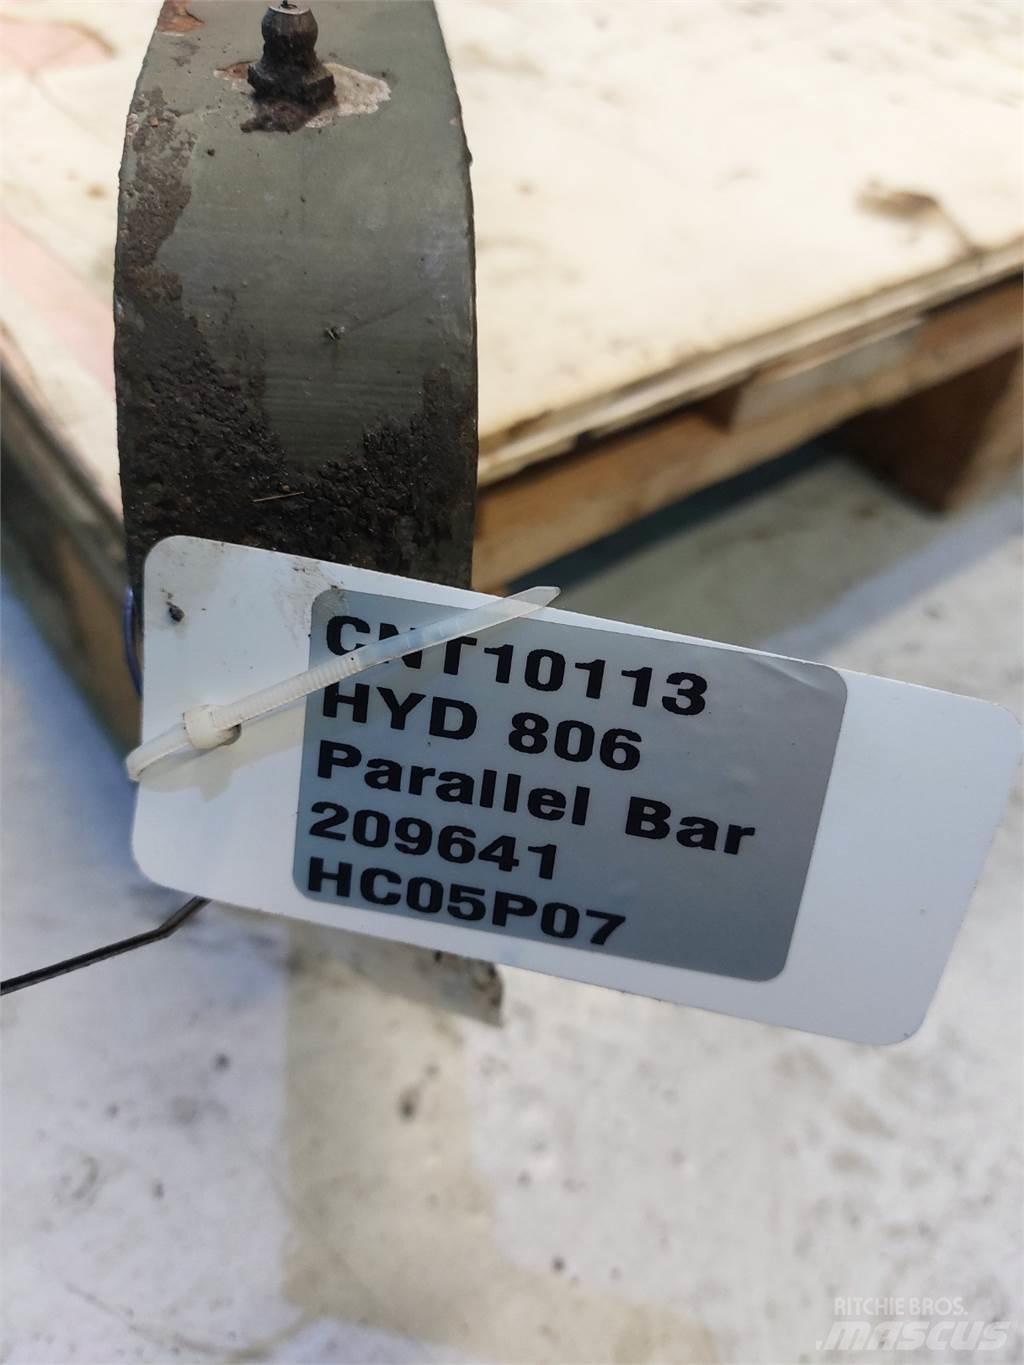 CNT10113
HYD 806
Parallel Bar
209641
HC05P07
RITCHIE BROS.
MASCUS